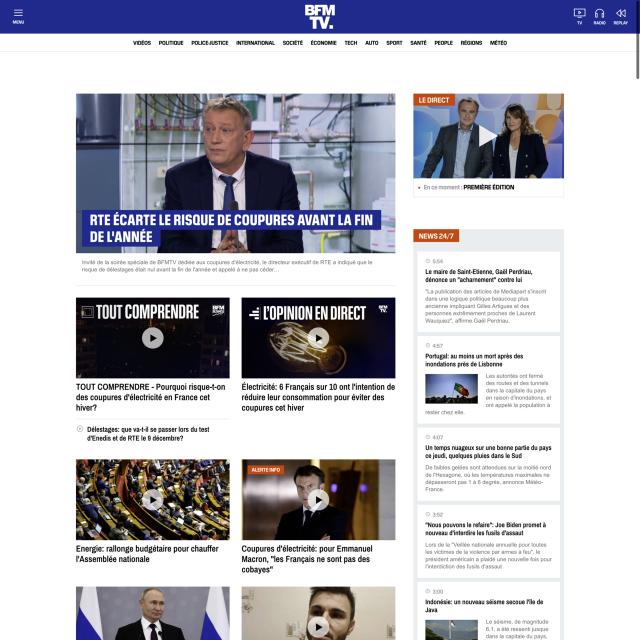 BFM
TV.
MENU
TV
RADIO
REPLAY
VIDÉOS POLITIQUE POLICE-JUSTICE INTERNATIONAL SOCIÉTÉ ÉCONOMIE TECH AUTO SPORT SANTÉ PEOPLE RÉGIONS MÉTÉO
RTE ÉCARTE LE RISQUE DE COUPURES AVANT LA FIN
DE L'ANNÉE
Invité de la soirée spéciale de BFMTV dédiée aux coupures d'électricité, le directeur exécutif de RTE a indiqué que le
risque de délestages était nul avant la fin de l'année et appelé à ne pas céder...
TOUT COMPRENDRE
TOUT COMPRENDRE - Pourquoi risque-t-on
des coupures d'électricité en France cet
hiver?
Délestages: que va-t-il se passer lors du test
d'Enedis et de RTE le 9 décembre?
L'OPINION EN DIRECT
BFM
TV.
Électricité: 6 Français sur 10 ont l'intention de
réduire leur consommation pour éviter des
coupures cet hiver
Energie: rallonge budgétaire pour chauffer
l'Assemblée nationale
ALERTE INFO
Coupures d'électricité: pour Emmanuel
Macron, "les Français ne sont pas des
cobayes"
LE DIRECT
En ce moment : PREMIÈRE ÉDITION
NEWS 24/7
5:54
Le maire de Saint-Etienne, Gaël Perdriau,
dénonce un "acharnement" contre lui
"La publication des articles de Mediapart s'inscrit
dans une logique politique beaucoup plus
ancienne impliquant Gilles Artigues et des
personnes extrêmement proches de Laurent
Wauquiez", affirme Gaël Perdriau.
4:57
Portugal: au moins un mort après des
inondations près de Lisbonne
Les autorités ont fermé
des routes et des tunnels
dans la capitale du pays
en raison d'inondations, et
ont appelé la population à
rester chez elle.
4:07
Un temps nuageux sur une bonne partie du pays
ce jeudi, quelques pluies dans le Sud
De faibles gelées sont attendues sur la moitié nord
de l'Hexagone, où les températures maximales ne
dépasseront pas 1 à 6 degrés, annonce Météo-
France.
3:52
"Nous pouvons le refaire": Joe Biden promet à
nouveau d'interdire les fusils d'assaut
Lors de la "Veillée nationale annuelle pour toutes
les victimes de la violence par armes à feu", le
président américain a plaidé une nouvelle fois pour
l'interdiction des fusils d'assaut
3:00
Indonésie: un nouveau séisme secoue l'île de
Java
Le séisme, de magnitude
6.1, a été ressenti jusque
dans la capitale du pays,